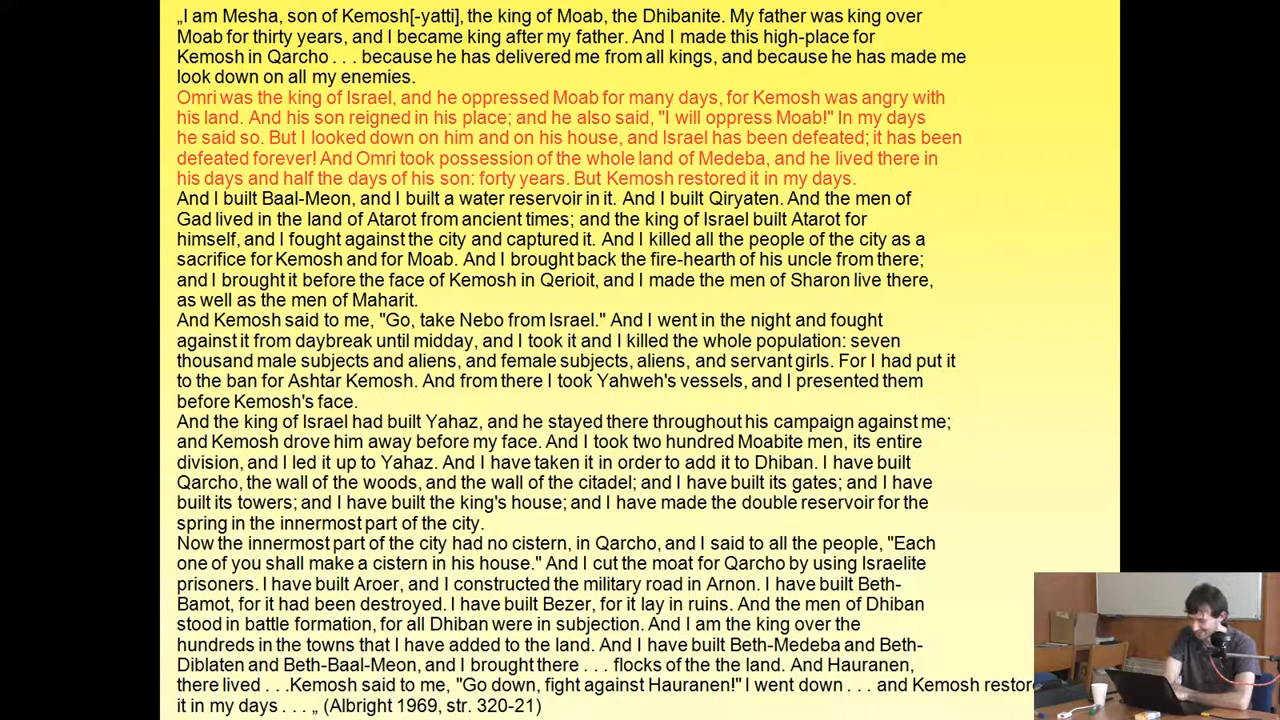 „I am Mesha, son of Kemosh[-yatti], the king of Moab, the Dhibanite. My father was king over
Moab for thirty years, and I became king after my father. And I made this high-place for
Kemosh in Qarcho . . . because he has delivered me from all kings, and because he has made me
look down on all my enemies.
Omri was the king of Israel, and he oppressed Moab for many days, for Kemosh was angry with
his land. And his son reigned in his place; and he also said, "I will oppress Moab!" In my days
he said so. But I looked down on him and on his house, and Israel has been defeated; it has been
defeated forever! And Omri took possession of the whole land of Medeba, and he lived there in
his days and half the days of his son: forty years. But Kemosh restored it in my days.
And I built Baal-Meon, and I built a water reservoir in it. And I built Qiryaten. And the men of
Gad lived in the land of Atarot from ancient times; and the king of Israel built Atarot for
himself, and I fought against the city and captured it. And I killed all the people of the city as a
sacrifice for Kemosh and for Moab. And I brought back the fire-hearth of his uncle from there;
and I brought it before the face of Kemosh in Qerioit, and I made the men of Sharon live there,
as well as the men of Maharit.
And Kemosh said to me, "Go, take Nebo from Israel." And I went in the night and fought
against it from daybreak until midday, and I took it and I killed the whole population: seven
thousand male subjects and aliens, and female subjects, aliens, and servant girls. For I had put it
to the ban for Ashtar Kemosh. And from there I took Yahweh's vessels, and I presented them
before Kemosh's face.
And the king of Israel had built Yahaz, and he stayed there throughout his campaign against me;
and Kemosh drove him away before my face. And I took two hundred Moabite men, its entire
division, and I led it up to Yahaz. And I have taken it in order to add it to Dhiban. I have built
Qarcho, the wall of the woods, and the wall of the citadel; and I have built its gates; and I have
built its towers; and I have built the king's house; and I have made the double reservoir for the
spring in the innermost part of the city.
Now the innermost part of the city had no cistern, in Qarcho, and I said to all the people, "Each
one of you shall make a cistern in his house." And I cut the moat for Qarcho by using Israelite
prisoners. I have built Aroer, and I constructed the military road in Arnon. I have built Beth-
Bamot, for it had been destroyed. I have built Bezer, for it lay in ruins. And the men of Dhiban
stood in battle formation, for all Dhiban were in subjection. And I am the king over the
hundreds in the towns that I have added to the land. And I have built Beth-Medeba and Beth-
Diblaten and Beth-Baal-Meon, and I brought there . . . flocks of the the land. And Hauranen,
there lived . . .Kemosh said to me, "Go down, fight against Hauranen!" I went down . . . and Kemosh restor
it in my days . . . „ (Albright 1969, str. 320-21)